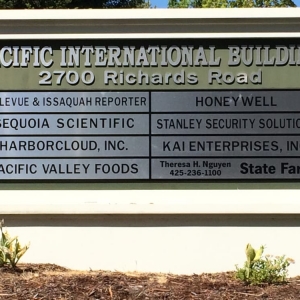 CIFIC INTERNATIONAL BUILDIN
2700 Richards Road
LEVUE & ISSAQUAH REPORTER
HONEYWELL
SEQUOIA SCIENTIFIC
STANLEY SECURITY SOLUTIO
HARBORCLOUD, INC.
KAI ENTERPRISES, IN
ACIFIC VALLEY FOODS
Theresa H. Nguyen
425-236-1100
State Far